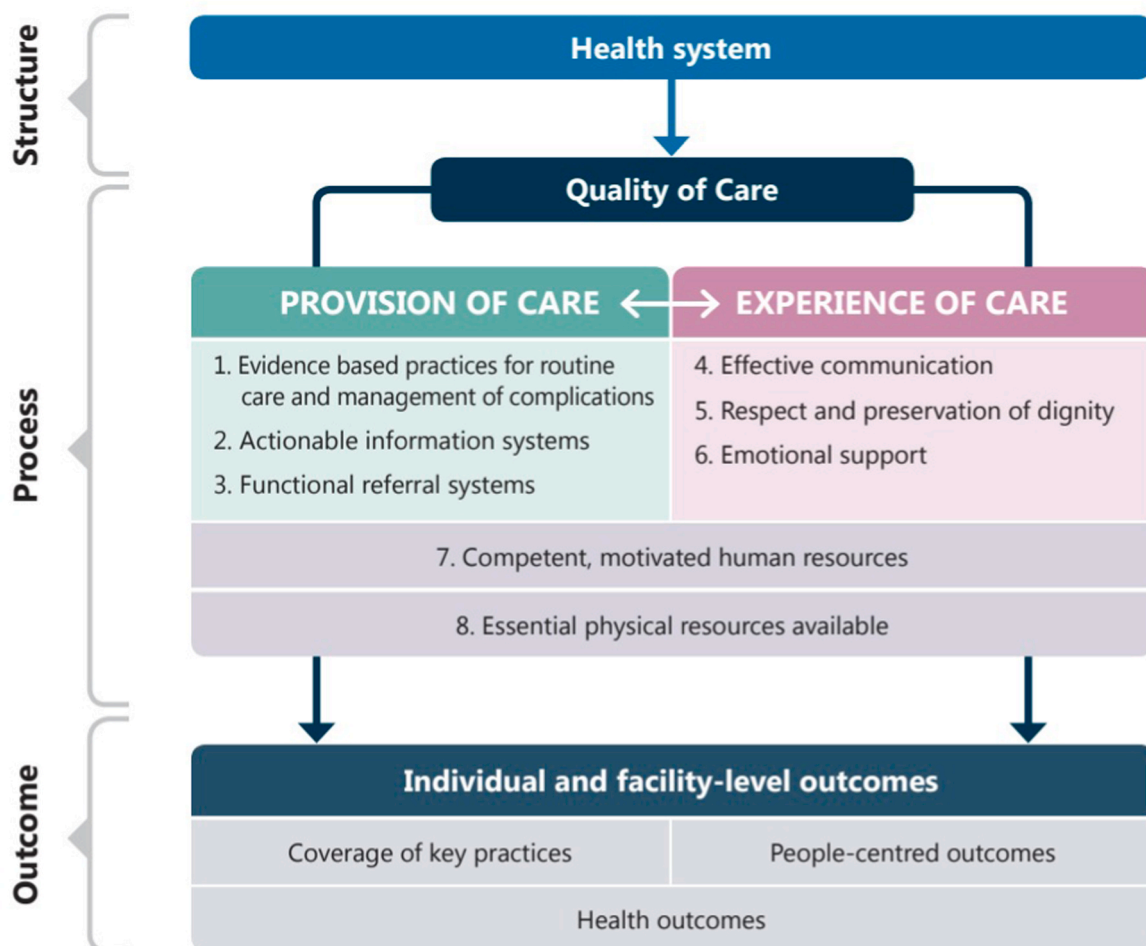 Structure
Health system
Process
Quality of Care
PROVISION OF CARE
EXPERIENCE OF CARE
1. Evidence based practices for routine
care and management of complications
2. Actionable information systems
3. Functional referral systems
4. Effective communication
5. Respect and preservation of dignity
6. Emotional support
7. Competent, motivated human resources
8. Essential physical resources available
Outcome
Individual and facility-level outcomes
Coverage of key practices
People-centred outcomes
Health outcomes